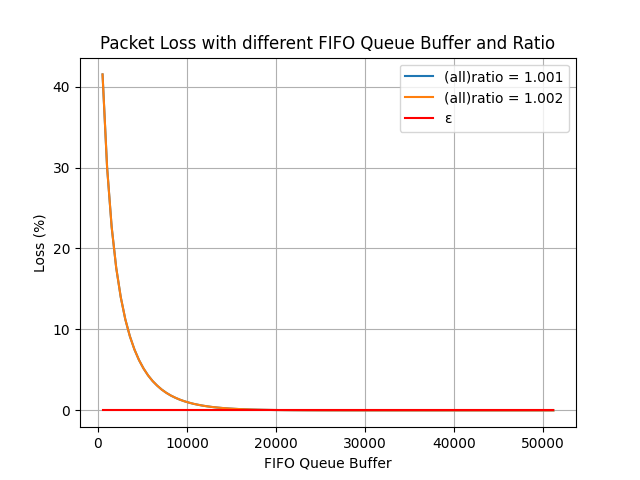 Packet Loss with different FIFO Queue Buffer and Ratio
(all)ratio = 1.001
(all)ratio = 1.002
ε
Loss (%)
40
30
20
10
0
0 10000 20000 30000 40000 50000
FIFO Queue Buffer